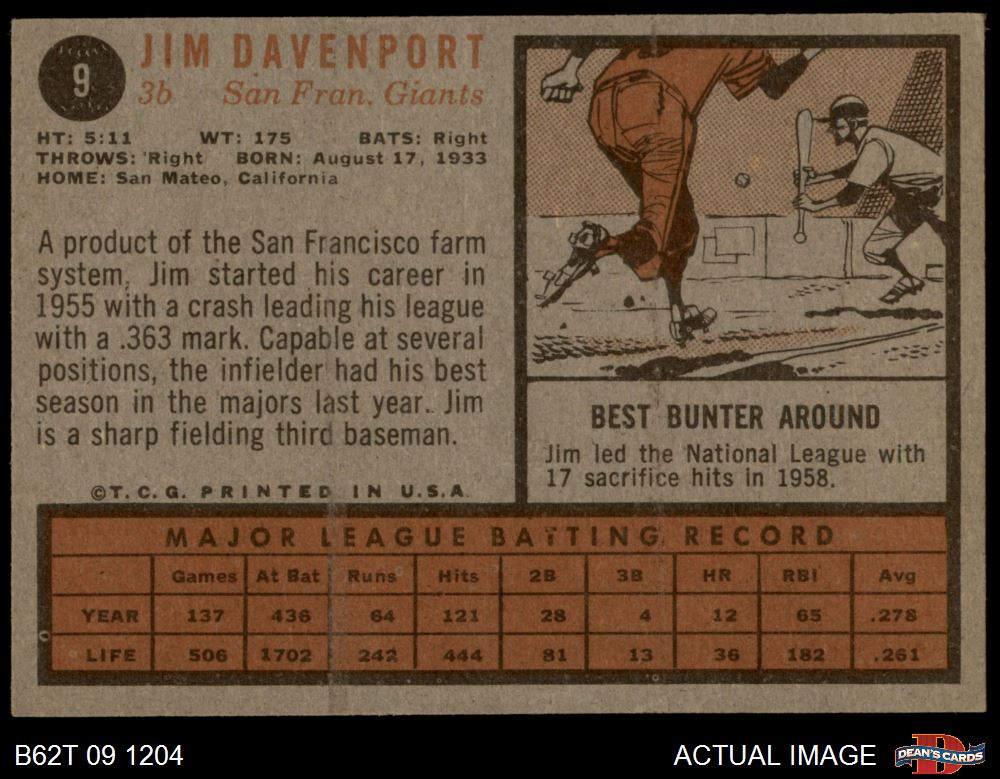 9
JIM DAVENPORT
3b San Fran. Giants
HT: 5:11 WT: 175 BATS: Right
THROWS: Right BORN: August 17, 1933
HOME: San Mateo, California
A product of the San Francisco farm
system, Jim started his career in
1955 with a crash leading his league
with a .363 mark. Capable at several
positions, the infielder had his best
season in the majors last year. Jim
is a sharp fielding third baseman.
©T.C.G. PRINTED IN U.S.A.
BEST BUNTER AROUND
Jim led the National League with
17 sacrifice hits in 1958.
MAJOR LEAGUE BATTING RECORD
Games At Bat Runs Hits 2B 3B HR RBI Avg
YEAR 137 436 64 121 28 4 12 65 .278
LIFE 506 1702 242 444 81 13 36 182 .261
B62T 09 1204
ACTUAL IMAGE
DEAN'S CARDS